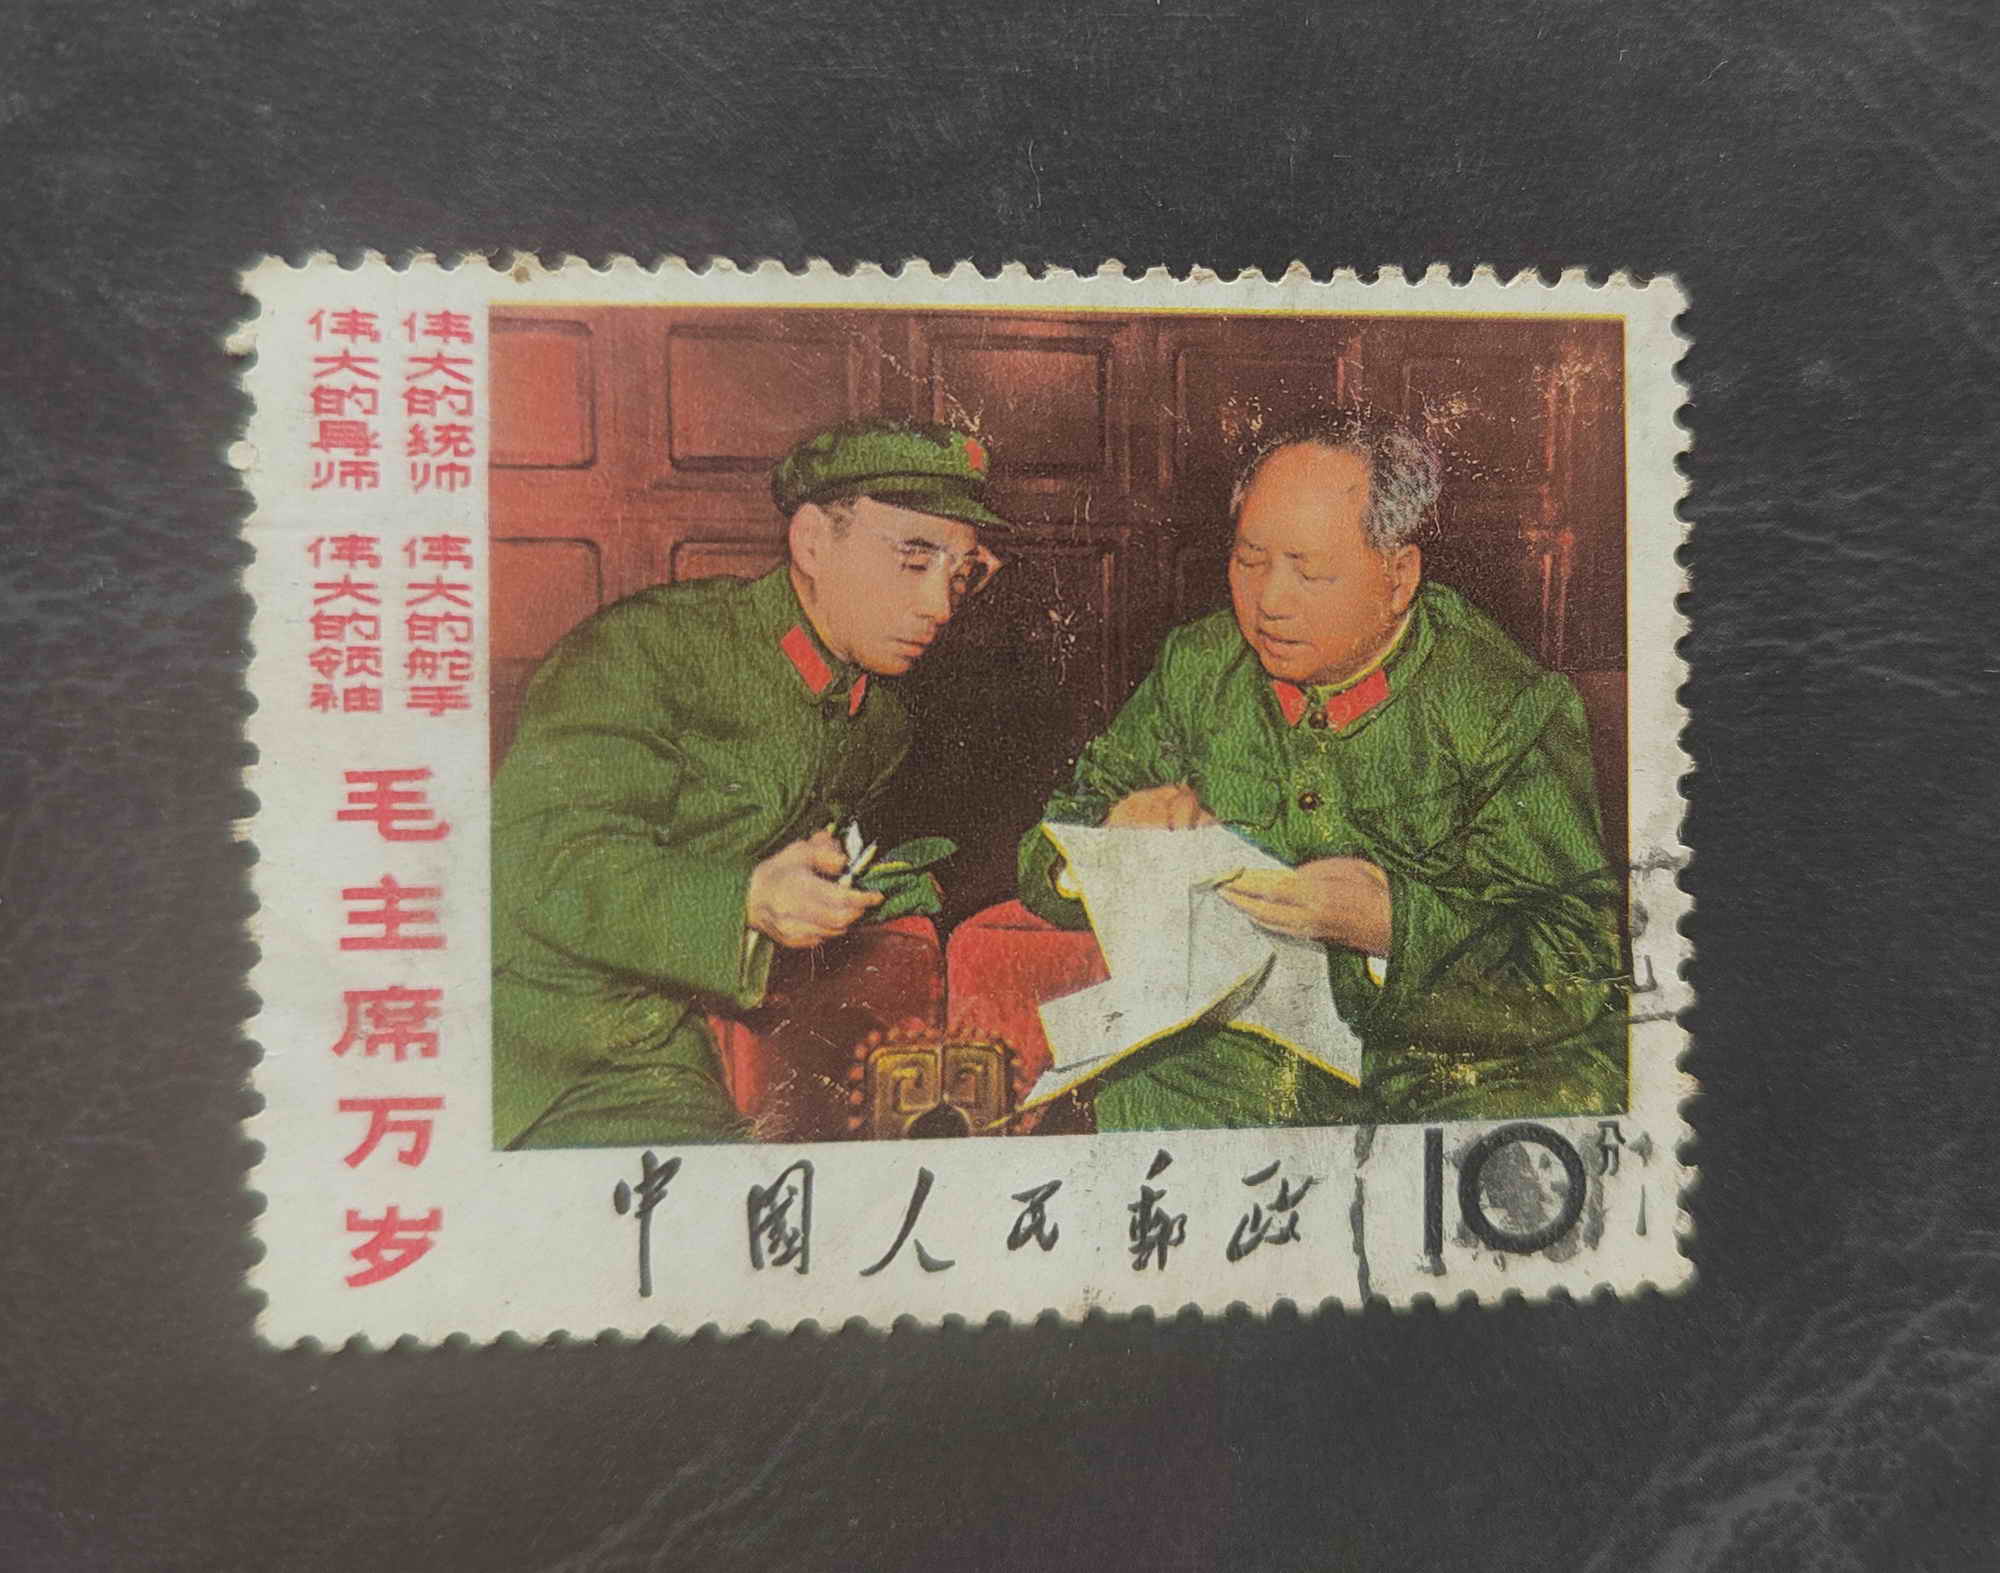 伟大的导师
伟大的领袖
伟大的统帅
伟大的舵手
毛主席万岁
中国人民邮政
10分